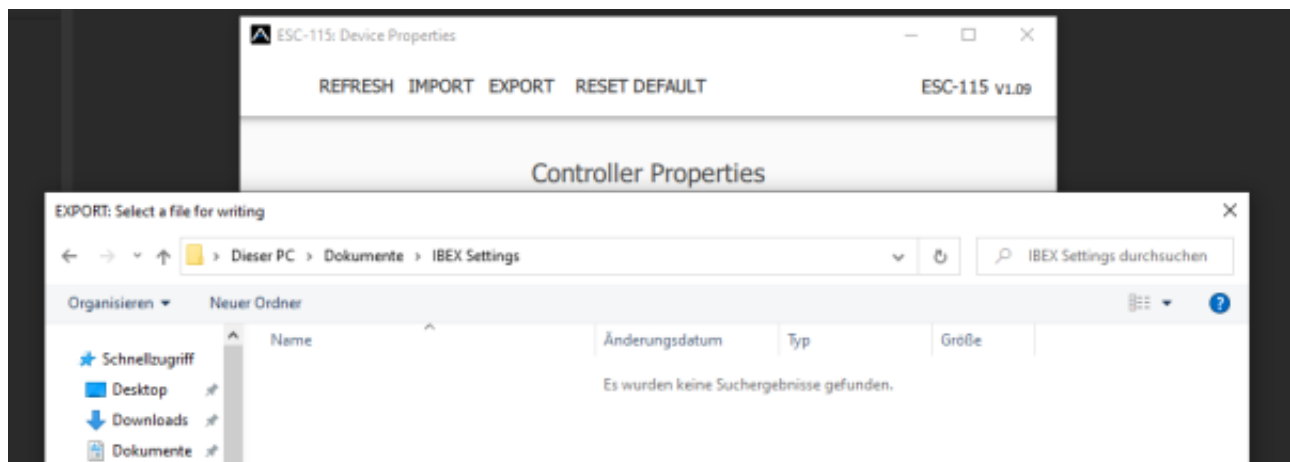 ESC-115: Device Properties
REFRESH IMPORT EXPORT RESET DEFAULT ESC-115 V1.09
Controller Properties
EXPORT: Select a file for writing
Dieser PC > Dokumente > IBEX Settings IBEX Settings durchsuchen
Organisieren Neuer Ordner
Name Änderungsdatum Typ Größe
Schnellzugriff
Es wurden keine Suchergebnisse gefunden.
Desktop
Downloads
Dokumente